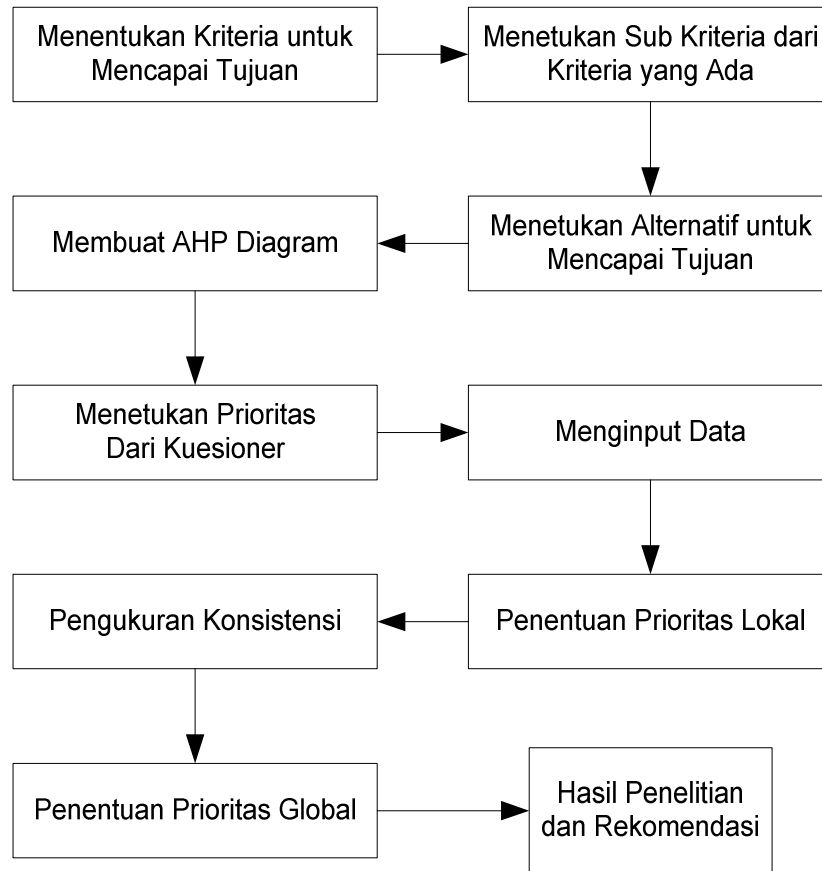 Menentukan Kriteria untuk
Mencapai Tujuan
Menetukan Sub Kriteria dari
Kriteria yang Ada
Menetukan Alternatif untuk
Mencapai Tujuan
Membuat AHP Diagram
Menetukan Prioritas
Dari Kuesioner
Menginput Data
Penentuan Prioritas Lokal
Pengukuran Konsistensi
Penentuan Prioritas Global
Hasil Penelitian
dan Rekomendasi